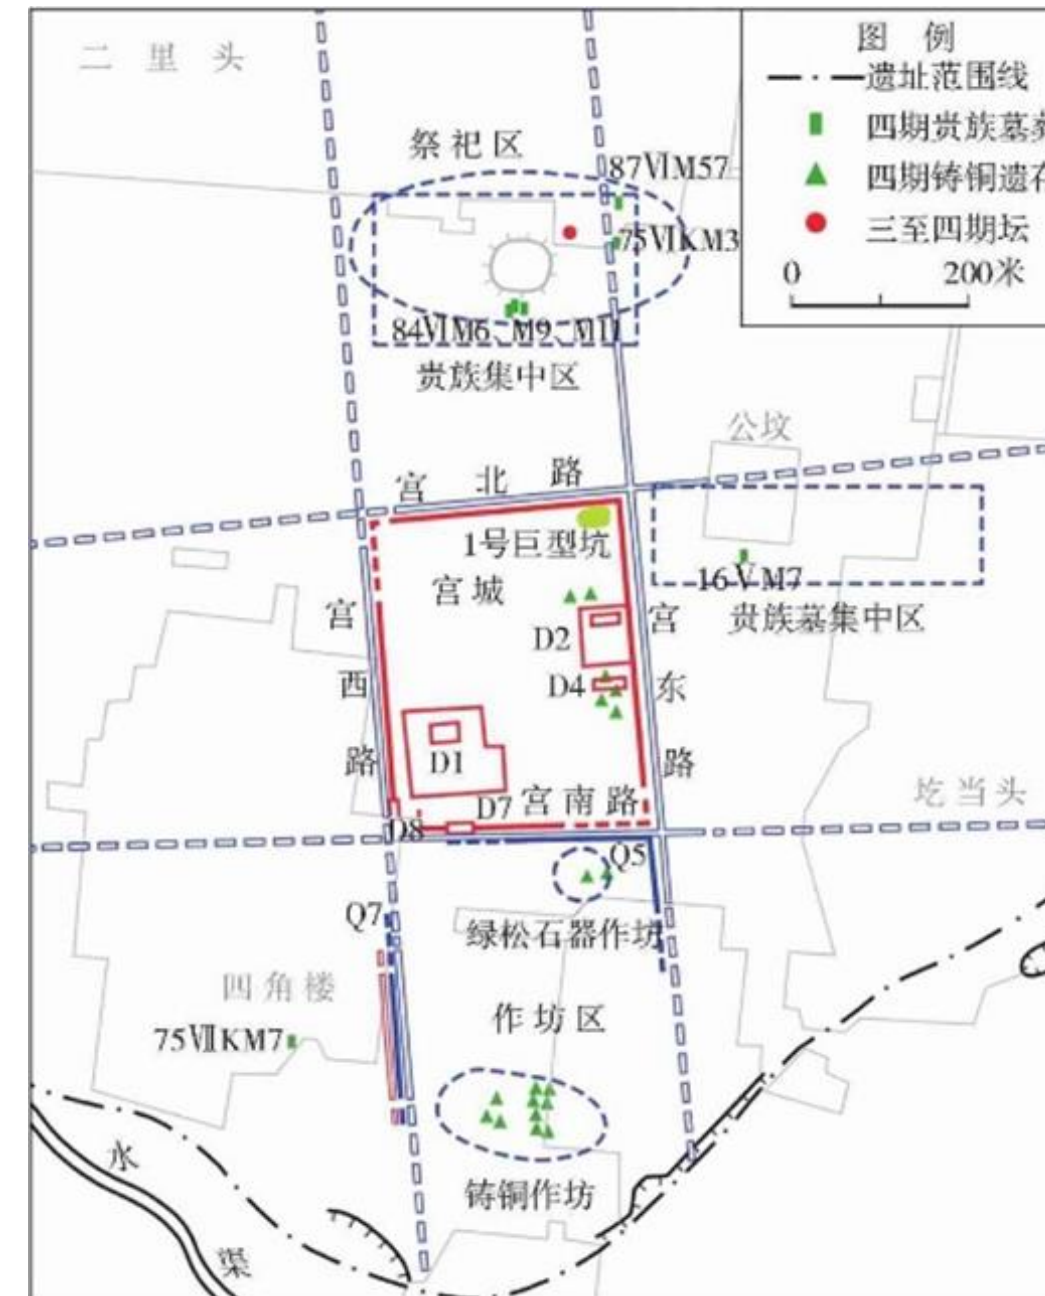 二里头
图 例
遗址范围线
四期贵族墓葬
四期铸铜遗存
三至四期坛
0 200米
祭祀区
87ⅥM57
75ⅥKM3
84ⅥM6、M9、M11
贵族集中区
公坟
宫北路
1号巨型坑
宫城
16ⅤM7
贵族墓集中区
宫西路
D2
宫东路
D4
D1
D7
宫南路
D8
圪当头
Q5
Q7
绿松石器作坊
四角楼
作坊区
75ⅦKM7
铸铜作坊
水渠